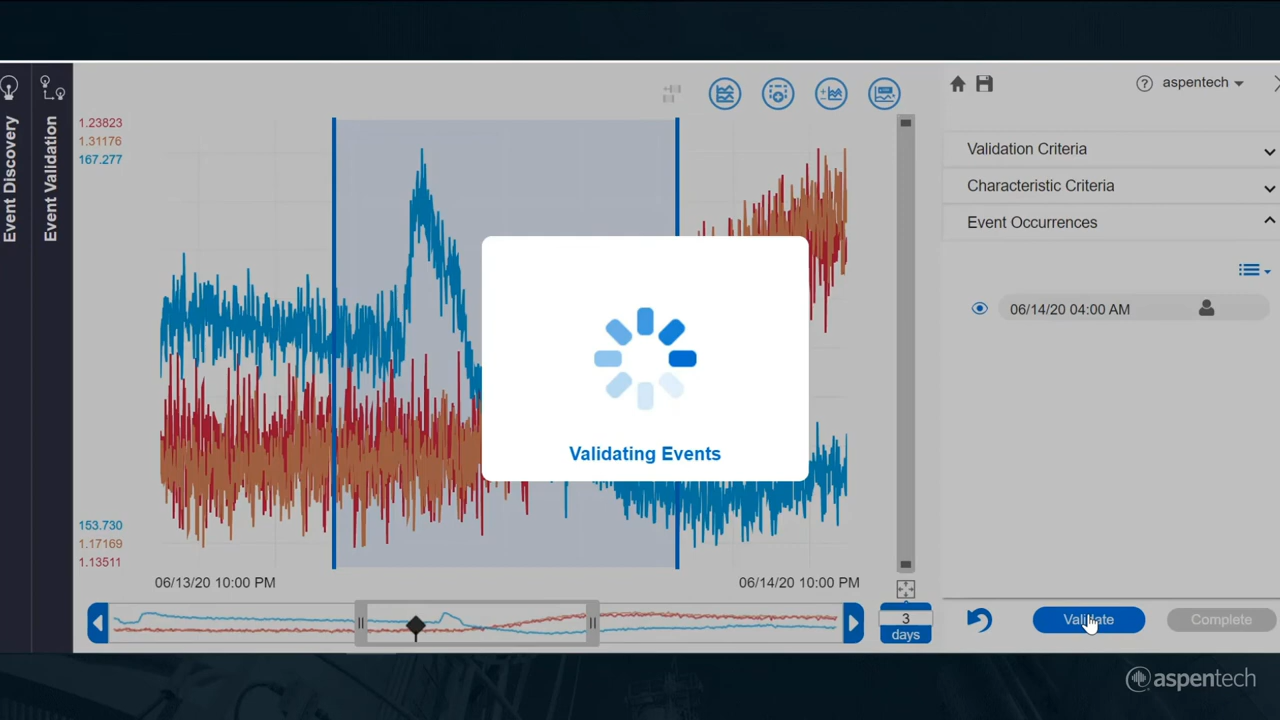 Event Discovery
Event Validation
1.23823
1.31176
167.277
153.730
1.17169
1.13511
06/13/20 10:00 PM
06/14/20 10:00 PM
3
days
Validating Events
? aspentech
Validation Criteria
Characteristic Criteria
Event Occurrences
06/14/20 04:00 AM
Validate
Complete
aspentech